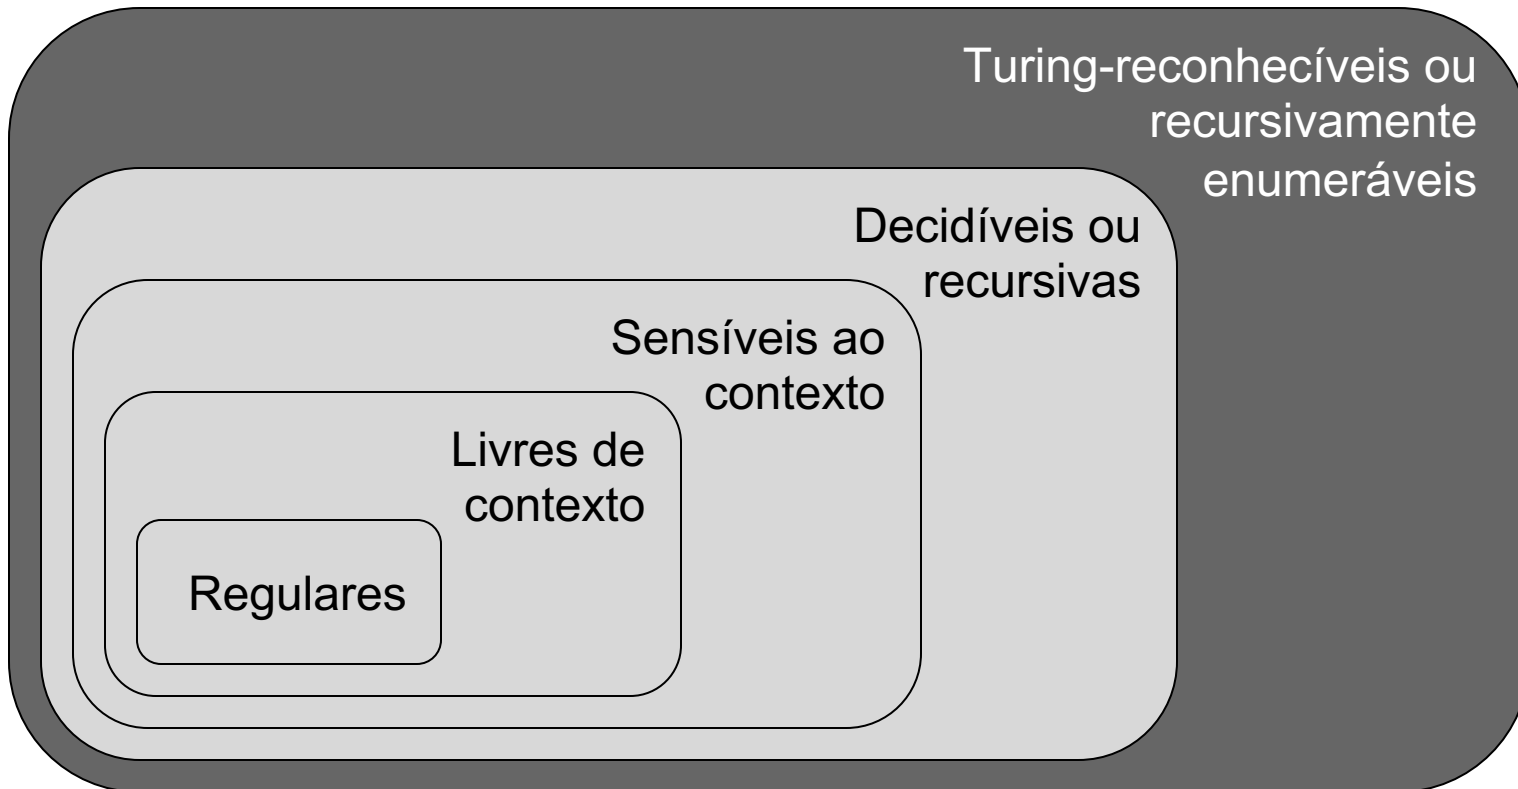 Turing-reconhecíveis ou
recursivamente
enumeráveis
Decidíveis ou
recursivas
Sensíveis ao
contexto
Livres de
contexto
Regulares